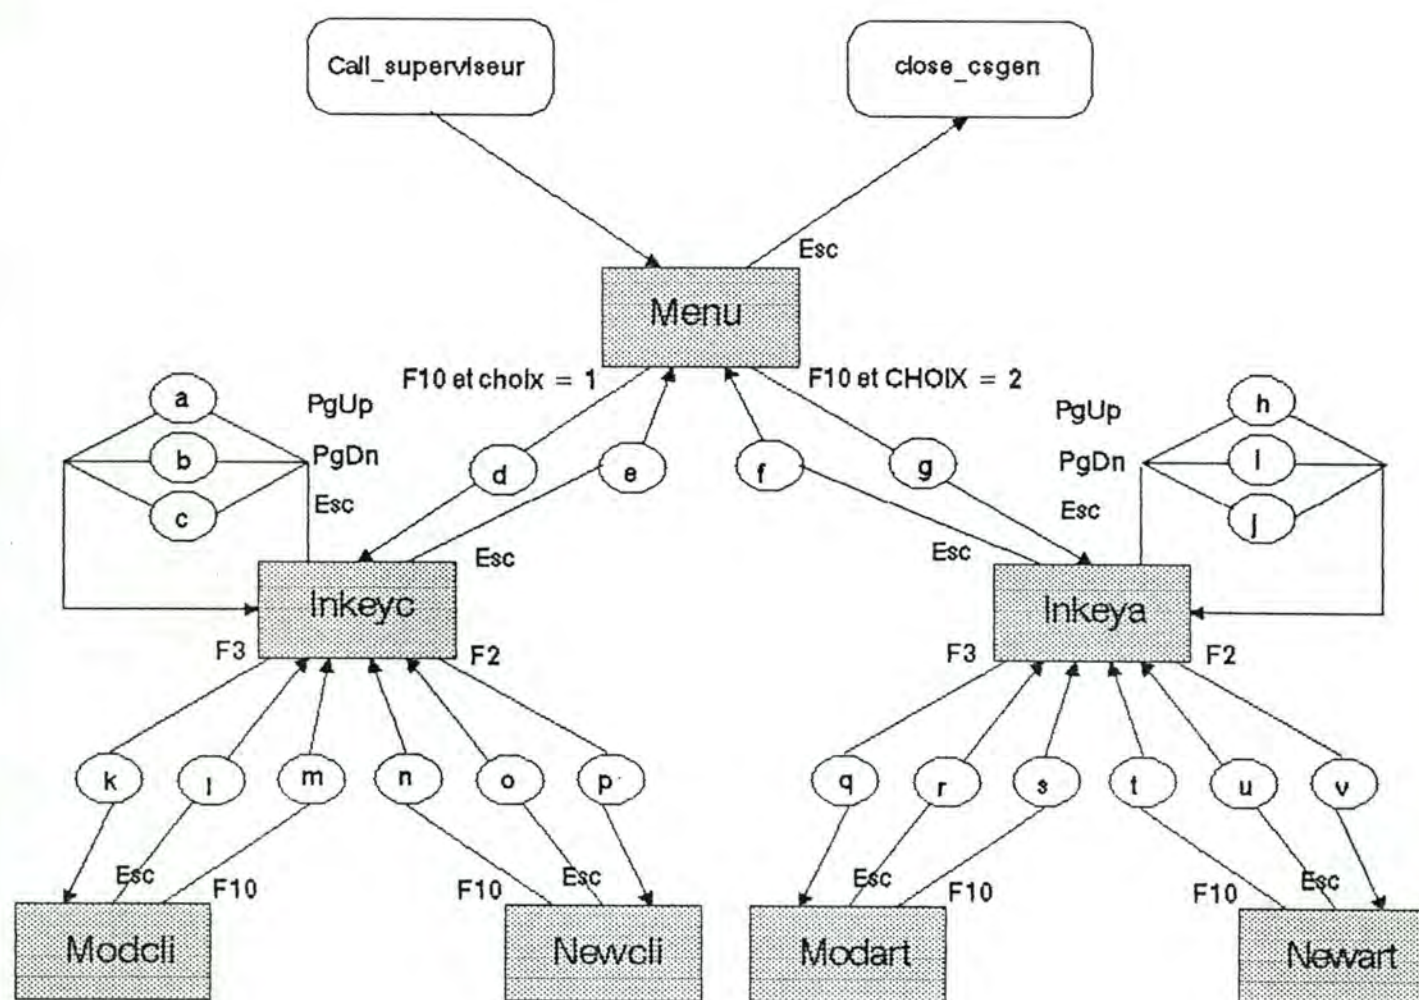 Call_superviseur
close_csgen
Esc
Menu
F10 et choix = 1
F10 et CHOIX = 2
a
PgUp
b
PgDn
c
Esc
d
e
f
g
PgUp
h
PgDn
i
Esc
j
Esc
Esc
Inkeyc
Inkeya
F3
F2
F3
F2
k
l
m
n
o
p
q
r
s
t
u
v
Esc
F10
F10
Esc
Esc
F10
F10
Esc
Modcli
Newcli
Modart
Newart